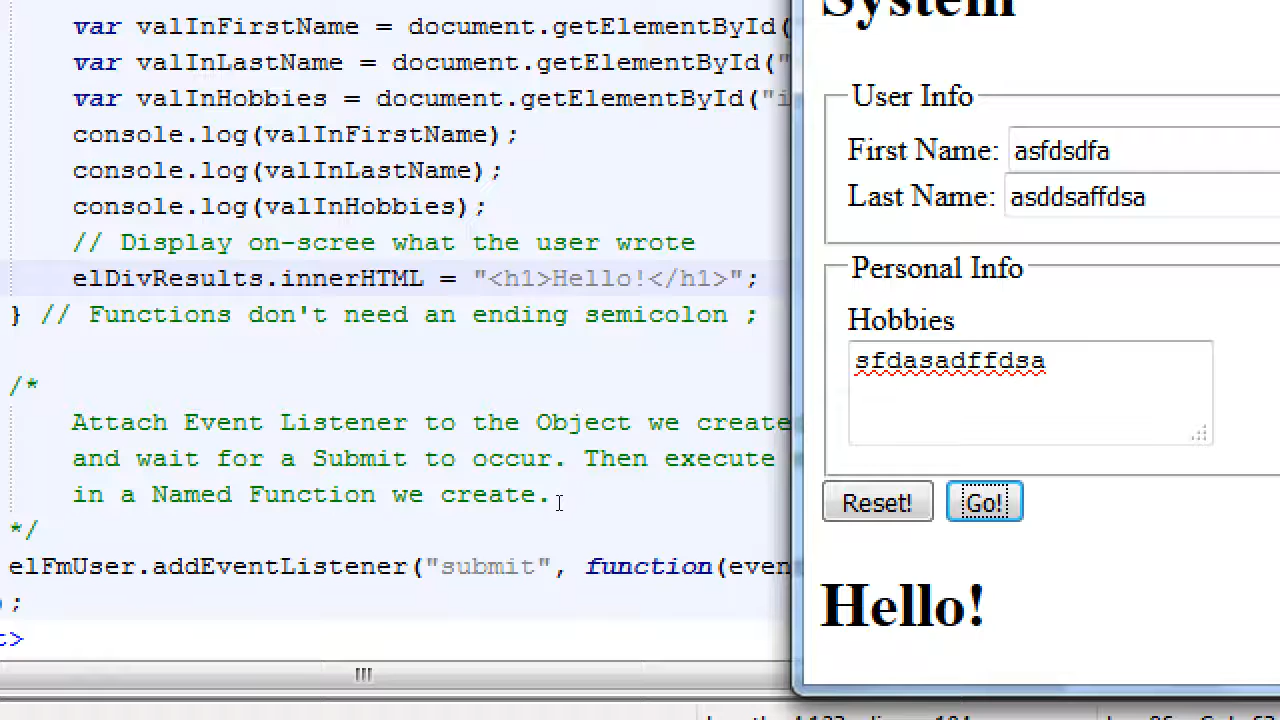 var valInFirstName = document.getElementById(
var valInLastName = document.getElementById("
var valInHobbies = document.getElementById("i
console.log(valInFirstName);
console.log(valInLastName);
console.log(valInHobbies);
// Display on-scree what the user wrote
elDivResults.innerHTML = "<h1>Hello!</h1>";
} // Functions don't need an ending semicolon ;
/*
Attach Event Listener to the Object we create
and wait for a Submit to occur. Then execute
in a Named Function we create.
*/
elFmUser.addEventListener("submit", function(even
;
t>
System
User Info
First Name: asfdsdfa
Last Name: asddsaffdsa
Personal Info
Hobbies
sfdasadffdsa
Reset! Go!
Hello!